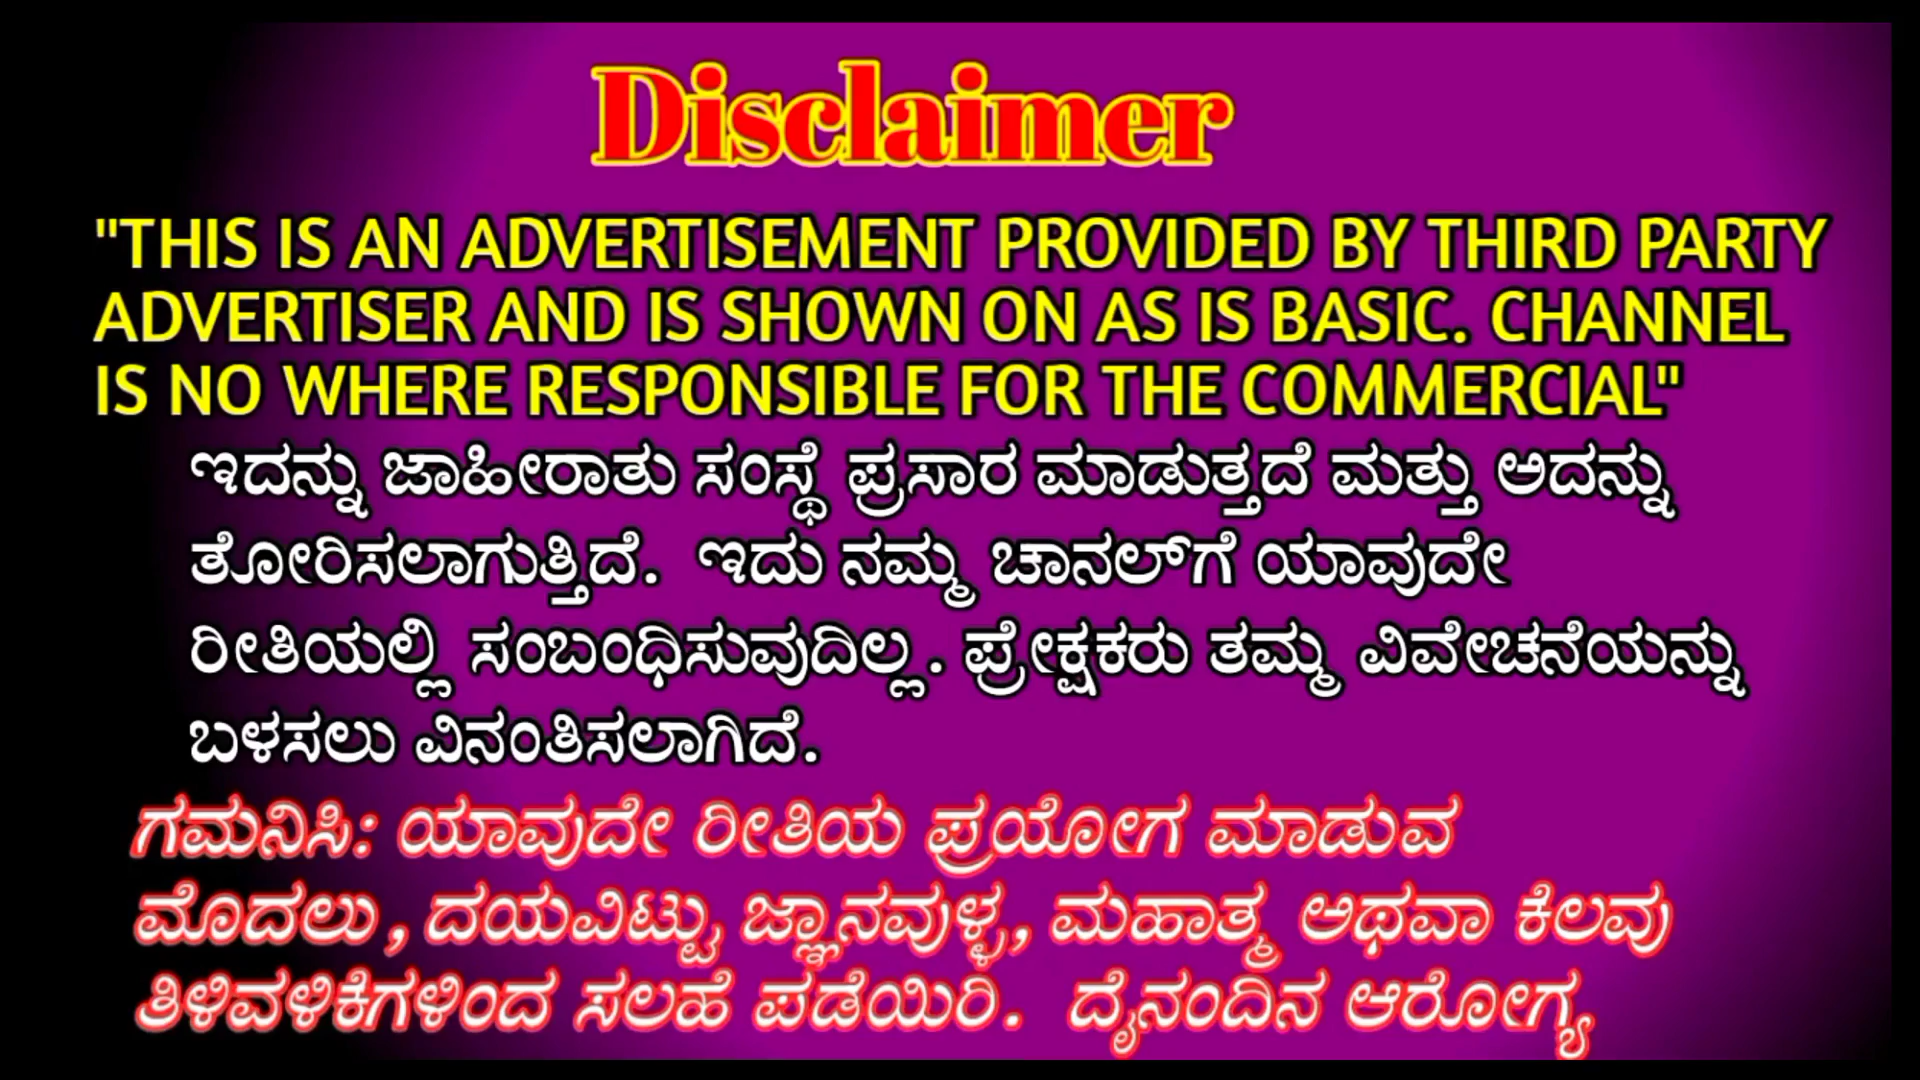 Disclaimer
"THIS IS AN ADVERTISEMENT PROVIDED BY THIRD PARTY
ADVERTISER AND IS SHOWN ON AS IS BASIC. CHANNEL
IS NO WHERE RESPONSIBLE FOR THE COMMERCIAL"
ಇದನ್ನು ಜಾಹೀರಾತು ಸಂಸ್ಥೆ ಪ್ರಸಾರ ಮಾಡುತ್ತದೆ ಮತ್ತು ಅದನ್ನು
ತೋರಿಸಲಾಗುತ್ತಿದೆ. ಇದು ನಮ್ಮ ಚಾನಲ್‌ಗೆ ಯಾವುದೇ
ರೀತಿಯಲ್ಲಿ ಸಂಬಂಧಿಸುವುದಿಲ್ಲ. ಪ್ರೇಕ್ಷಕರು ತಮ್ಮ ವಿವೇಚನೆಯನ್ನು
ಬಳಸಲು ವಿನಂತಿಸಲಾಗಿದೆ.
ಗಮನಿಸಿ: ಯಾವುದೇ ರೀತಿಯ ಪ್ರಯೋಗ ಮಾಡುವ
ಮೊದಲು, ದಯವಿಟ್ಟು ಜ್ಞಾನವುಳ್ಳ, ಮಹಾತ್ಮ ಅಥವಾ ಕೆಲವು
ತಿಳಿವಳಿಕೆಗಳಿಂದ ಸಲಹೆ ಪಡೆಯಿರಿ. ದೈನಂದಿನ ಆರೋಗ್ಯ